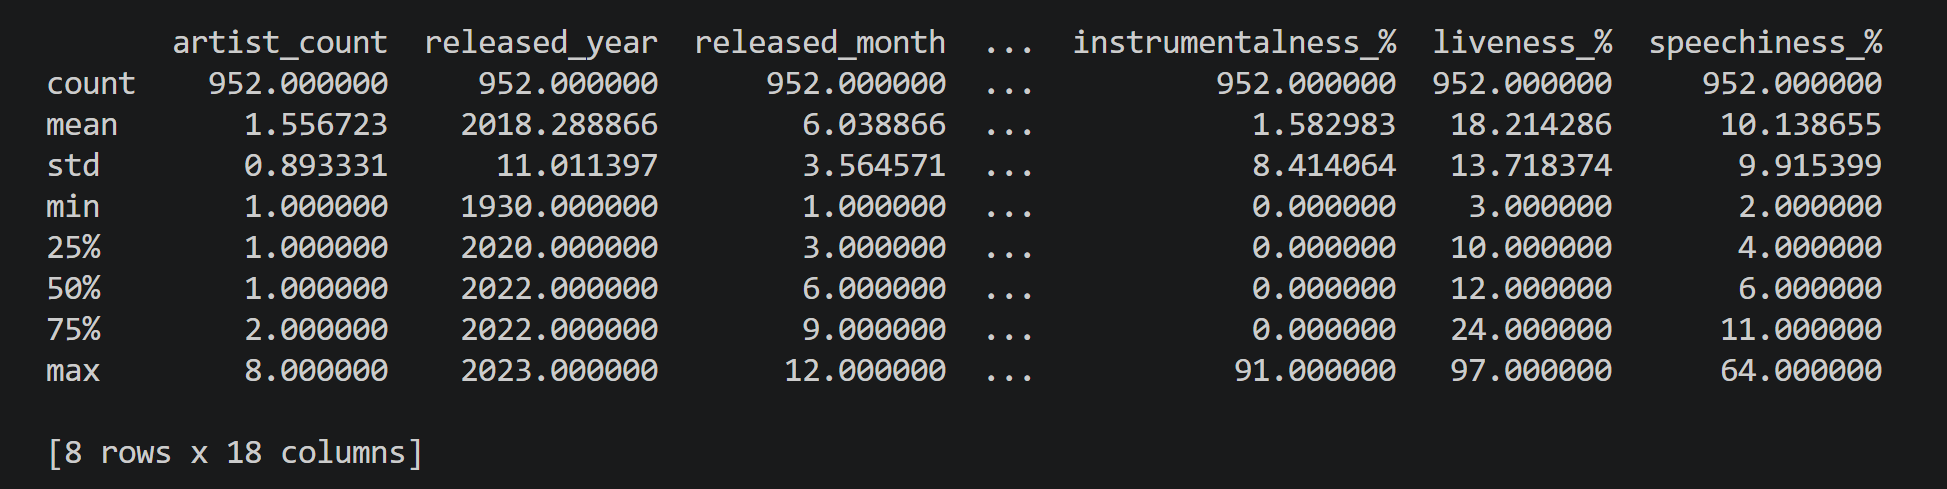 artist_count released_year released_month ... instrumentalness_% liveness_% speechiness_%
count 952.000000 952.000000 952.000000 ... 952.000000 952.000000 952.000000
mean 1.556723 2018.288866 6.038866 ... 1.582983 18.214286 10.138655
std 0.893331 11.011397 3.564571 ... 8.414064 13.718374 9.915399
min 1.000000 1930.000000 1.000000 ... 0.000000 3.000000 2.000000
25% 1.000000 2020.000000 3.000000 ... 0.000000 10.000000 4.000000
50% 1.000000 2022.000000 6.000000 ... 0.000000 12.000000 6.000000
75% 2.000000 2022.000000 9.000000 ... 0.000000 24.000000 11.000000
max 8.000000 2023.000000 12.000000 ... 91.000000 97.000000 64.000000
[8 rows x 18 columns]